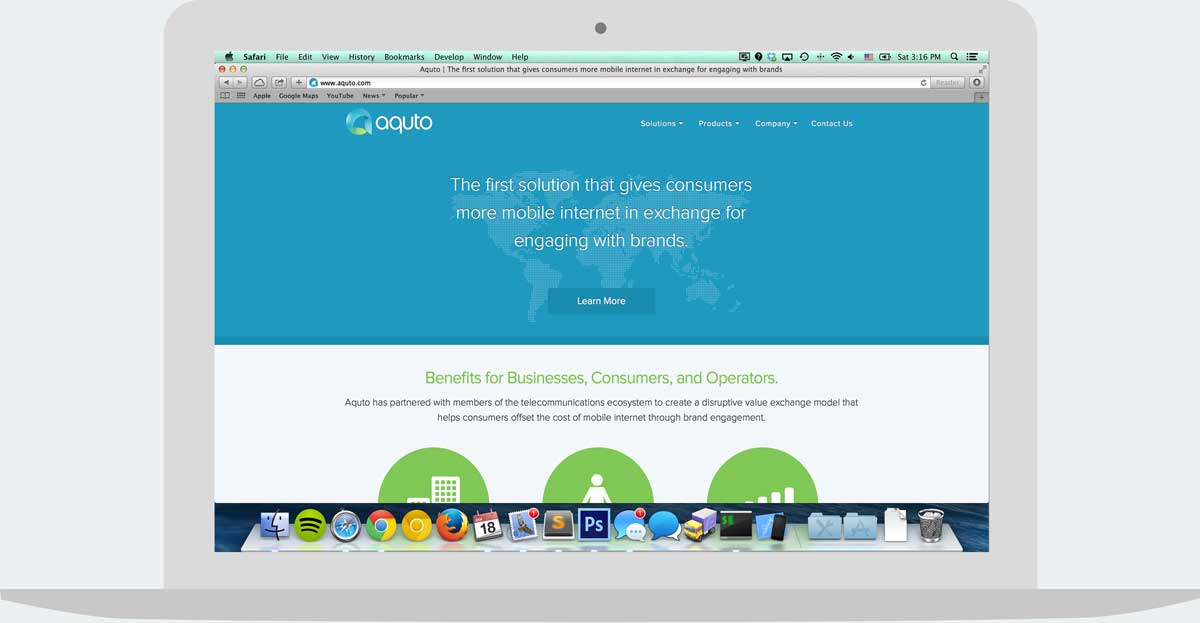 Safari File Edit View History Bookmarks Develop Window Help Sat 3:16 PM
Aquto | The first solution that gives consumers more mobile internet in exchange for engaging with brands
www.aquto.com Reader
Apple Google Maps YouTube News Popular
aquto Solutions Products Company Contact Us
The first solution that gives consumers
more mobile internet in exchange for
engaging with brands.
Learn More
Benefits for Businesses, Consumers, and Operators.
Aquto has partnered with members of the telecommunications ecosystem to create a disruptive value exchange model that
helps consumers offset the cost of mobile internet through brand engagement.
18 1 S Ps 1 $